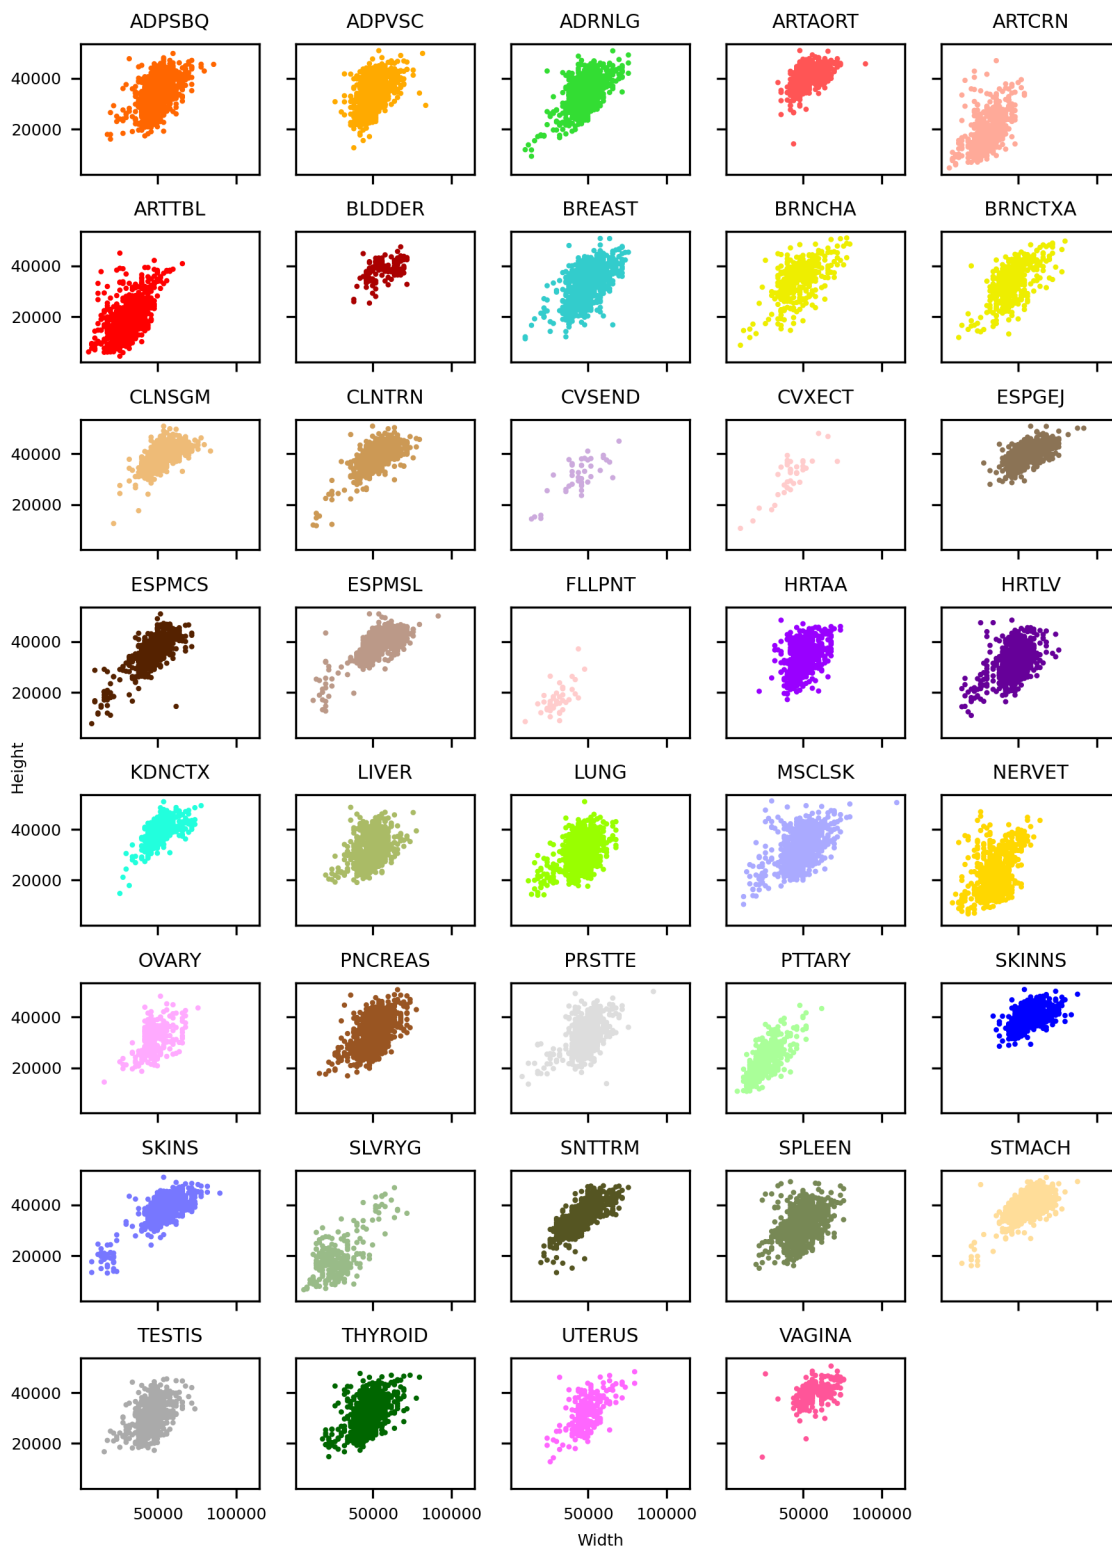 ADPSBQ ADPVSC ADRNLG ARTAORT ARTCRN
40000
20000
ARTTBL BLDDER BREAST BRNCHA BRNCTXA
40000
20000
CLNSGM CLNTRN CVSEND CVXECT ESPGEJ
40000
20000
ESPMCS ESPMSL FLLPNT HRTAA HRTLV
40000
20000
Height
KDNCTX LIVER LUNG MSCLSK NERVET
40000
20000
OVARY PNCREAS PRSTTE PTTARY SKINNS
40000
20000
SKINS SLVRYG SNTTRM SPLEEN STMACH
40000
20000
TESTIS THYROID UTERUS VAGINA
40000
20000
50000 100000 50000 100000 50000 100000 50000 100000
Width